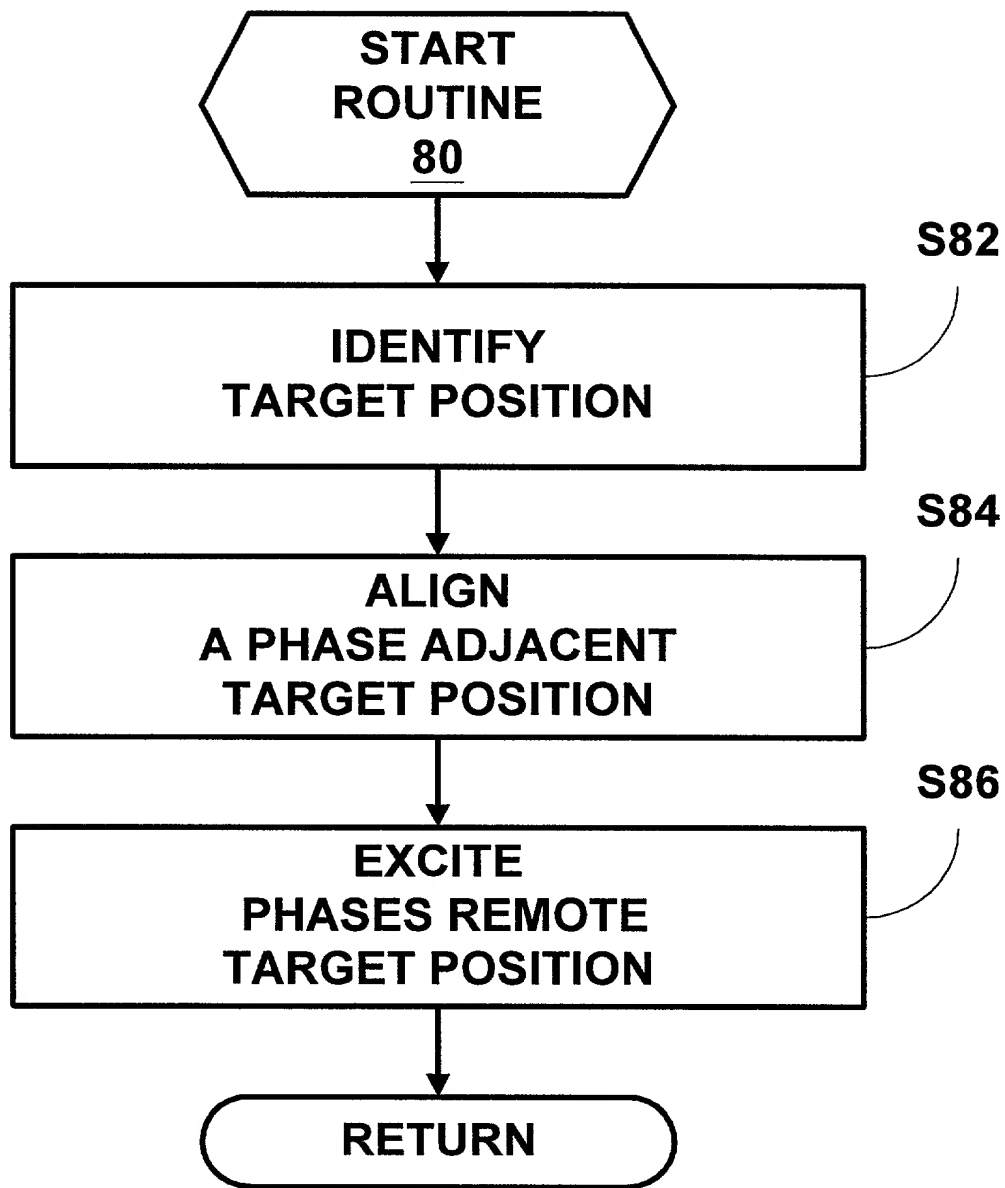 START
ROUTINE
80
S82
IDENTIFY
TARGET POSITION
S84
ALIGN
A PHASE ADJACENT
TARGET POSITION
S86
EXCITE
PHASES REMOTE
TARGET POSITION
RETURN